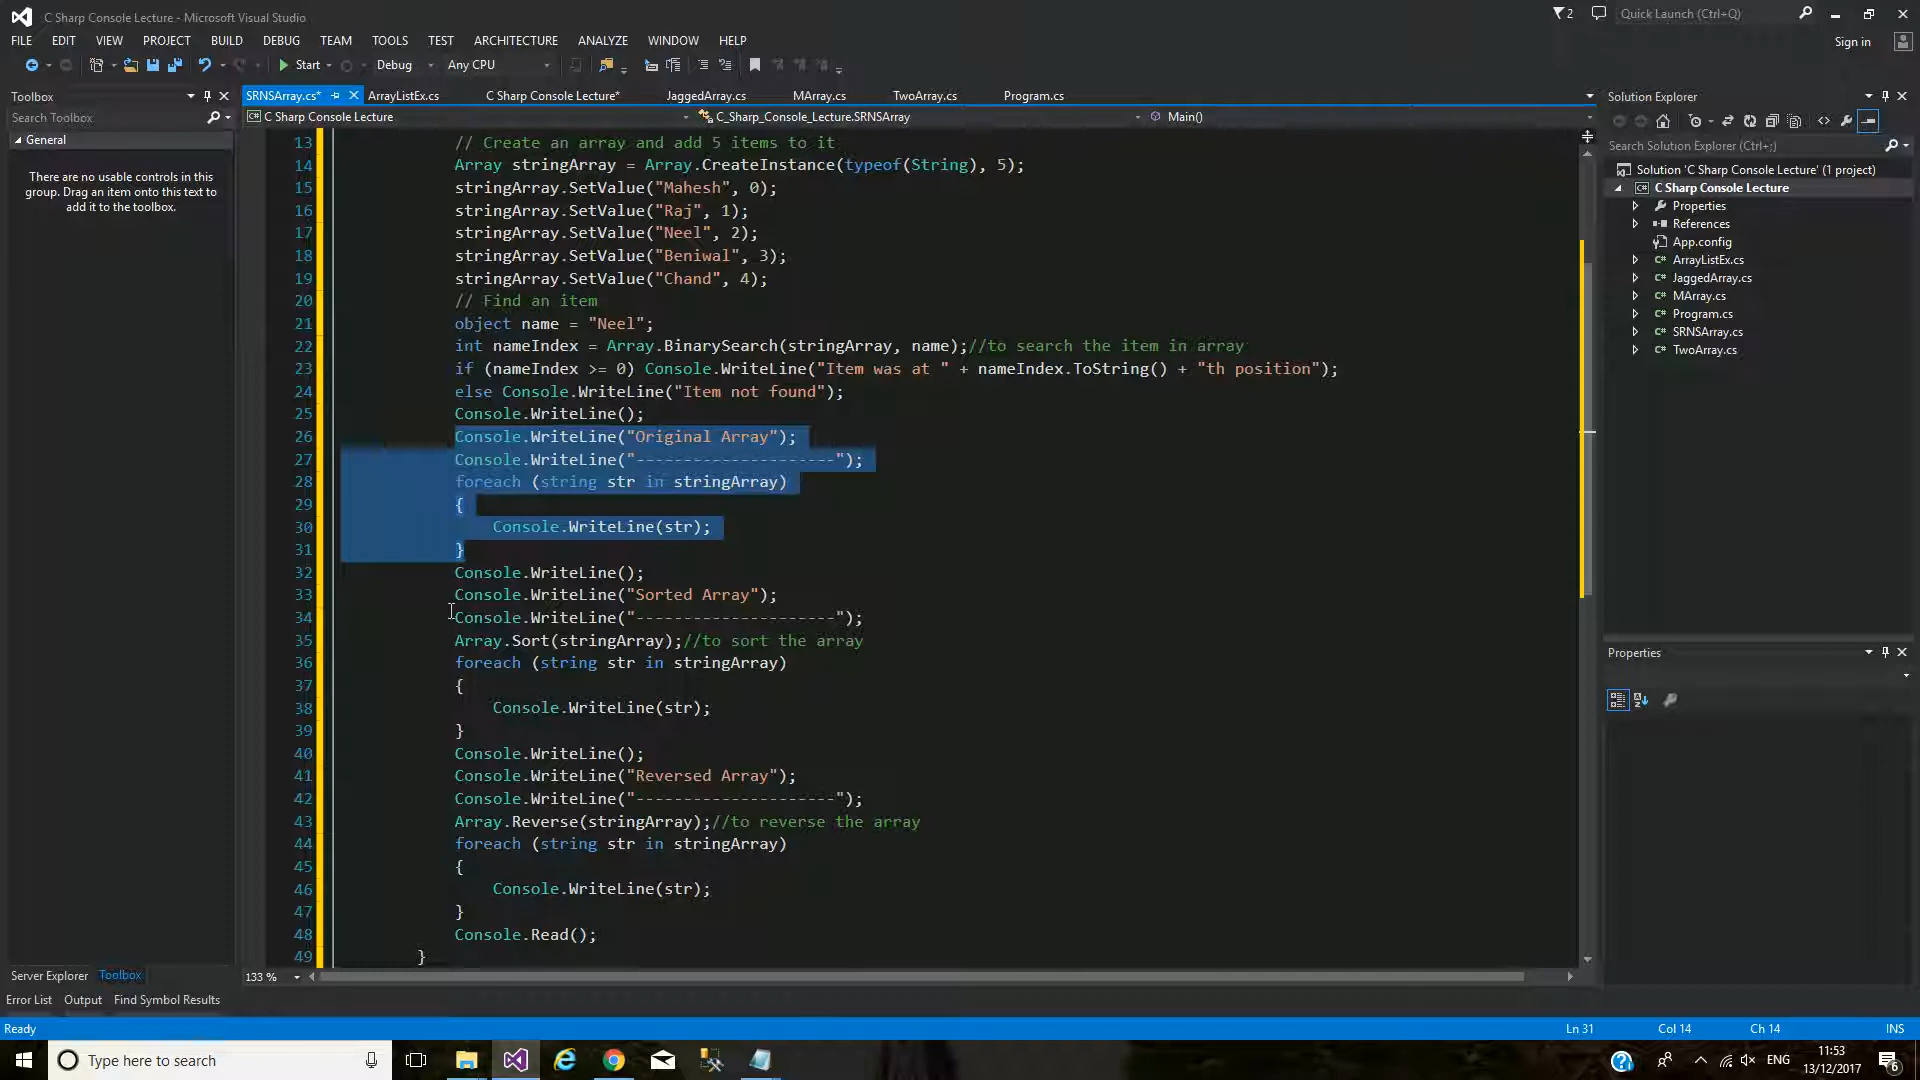 C Sharp Console Lecture - Microsoft Visual Studio
2
Quick Launch (Ctrl+Q)
FILE EDIT VIEW PROJECT BUILD DEBUG TEAM TOOLS TEST ARCHITECTURE ANALYZE WINDOW HELP
Sign in
Start Debug Any CPU
Toolbox
Search Toolbox
General
There are no usable controls in this
group. Drag an item onto this text to
add it to the toolbox.
Server Explorer Toolbox
SRNSArray.cs* ArrayListEx.cs C Sharp Console Lecture* JaggedArray.cs MArray.cs TwoArray.cs Program.cs
C# C Sharp Console Lecture C_Sharp_Console_Lecture.SRNSArray Main()
13 // Create an array and add 5 items to it
14 Array stringArray = Array.CreateInstance(typeof(String), 5);
15 stringArray.SetValue("Mahesh", 0);
16 stringArray.SetValue("Raj", 1);
17 stringArray.SetValue("Neel", 2);
18 stringArray.SetValue("Beniwal", 3);
19 stringArray.SetValue("Chand", 4);
20 // Find an item
21 object name = "Neel";
22 int nameIndex = Array.BinarySearch(stringArray, name);//to search the item in array
23 if (nameIndex >= 0) Console.WriteLine("Item was at " + nameIndex.ToString() + "th position");
24 else Console.WriteLine("Item not found");
25 Console.WriteLine();
26 Console.WriteLine("Original Array");
27 Console.WriteLine("---------------------");
28 foreach (string str in stringArray)
29 {
30 Console.WriteLine(str);
31 }
32 Console.WriteLine();
33 Console.WriteLine("Sorted Array");
34 Console.WriteLine("---------------------");
35 Array.Sort(stringArray);//to sort the array
36 foreach (string str in stringArray)
37 {
38 Console.WriteLine(str);
39 }
40 Console.WriteLine();
41 Console.WriteLine("Reversed Array");
42 Console.WriteLine("---------------------");
43 Array.Reverse(stringArray);//to reverse the array
44 foreach (string str in stringArray)
45 {
46 Console.WriteLine(str);
47 }
48 Console.Read();
49 }
133 %
Solution Explorer
Search Solution Explorer (Ctrl+;)
Solution 'C Sharp Console Lecture' (1 project)
C# C Sharp Console Lecture
Properties
References
App.config
C# ArrayListEx.cs
C# JaggedArray.cs
C# MArray.cs
C# Program.cs
C# SRNSArray.cs
C# TwoArray.cs
Properties
Error List Output Find Symbol Results
Ready Ln 31 Col 14 Ch 14 INS
Type here to search
ENG
11:53
13/12/2017
6